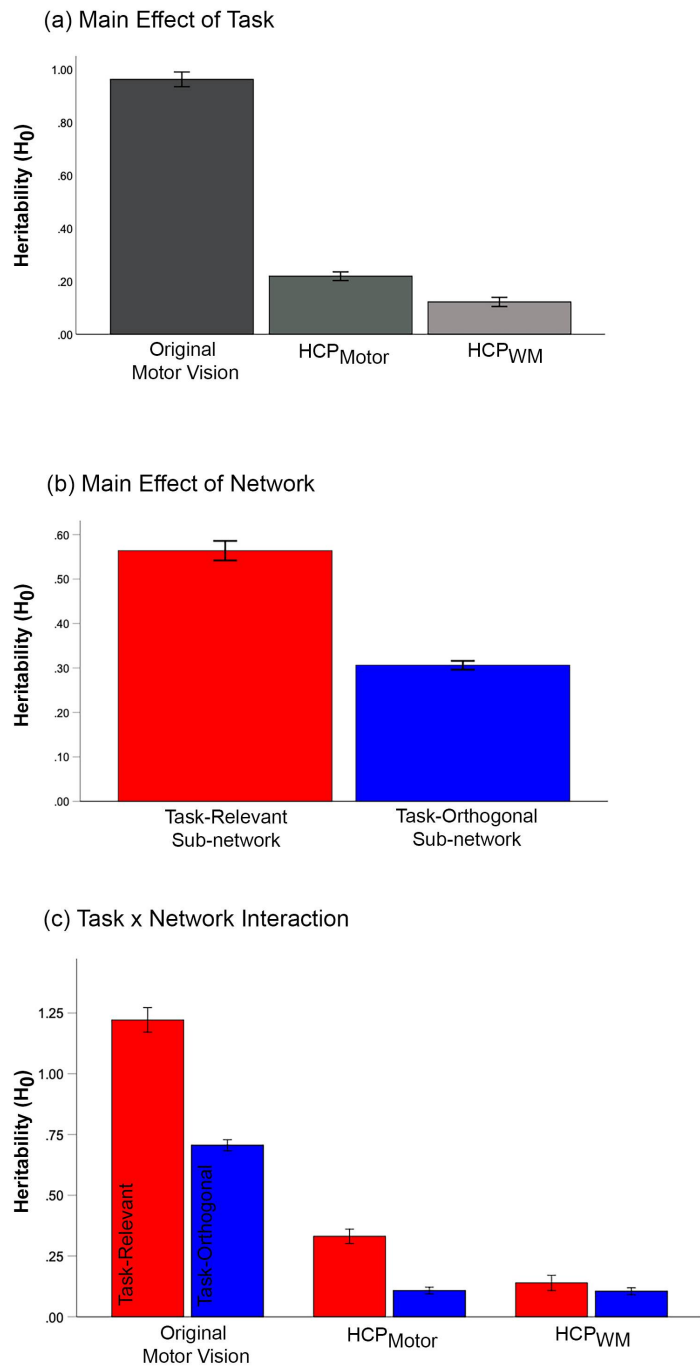 (a) Main Effect of Task
Heritability (H0)
1.00
.80
.60
.40
.20
.00
Original
Motor Vision
HCPMotor
HCPWM
(b) Main Effect of Network
Heritability (H0)
.60
.50
.40
.30
.20
.10
.00
Task-Relevant
Sub-network
Task-Orthogonal
Sub-network
(c) Task x Network Interaction
Heritability (H0)
1.25
1.00
.75
.50
.25
.00
Task-Relevant
Task-Orthogonal
Original
Motor Vision
HCPMotor
HCPWM